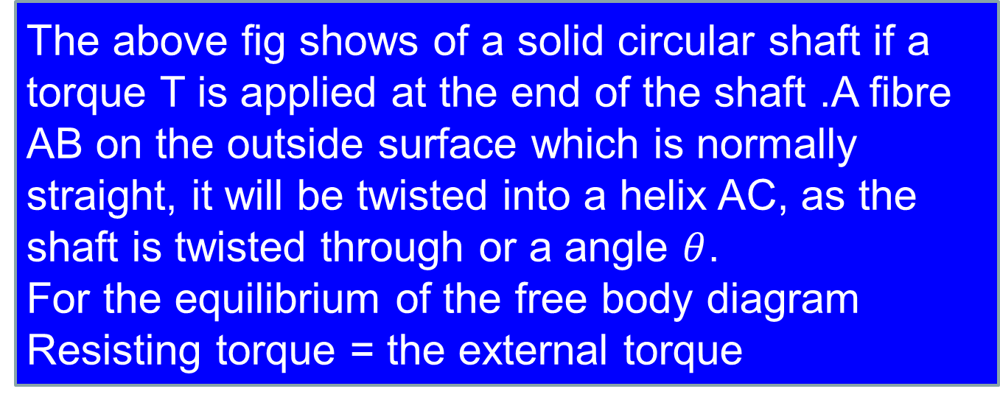 The above fig shows of a solid circular shaft if a
torque T is applied at the end of the shaft .A fibre
AB on the outside surface which is normally
straight, it will be twisted into a helix AC, as the
shaft is twisted through or a angle 𝜃.
For the equilibrium of the free body diagram
Resisting torque = the external torque